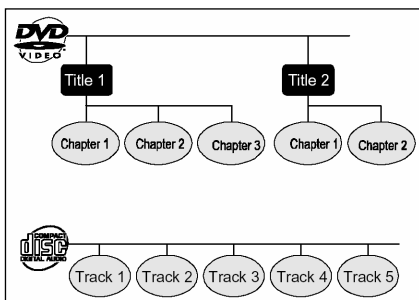 DVD
VIDEO
Title 1 Title 2
Chapter 1 Chapter 2 Chapter 3 Chapter 1 Chapter 2
COMPACT
disc
DIGITAL AUDIO
Track 1 Track 2 Track 3 Track 4 Track 5